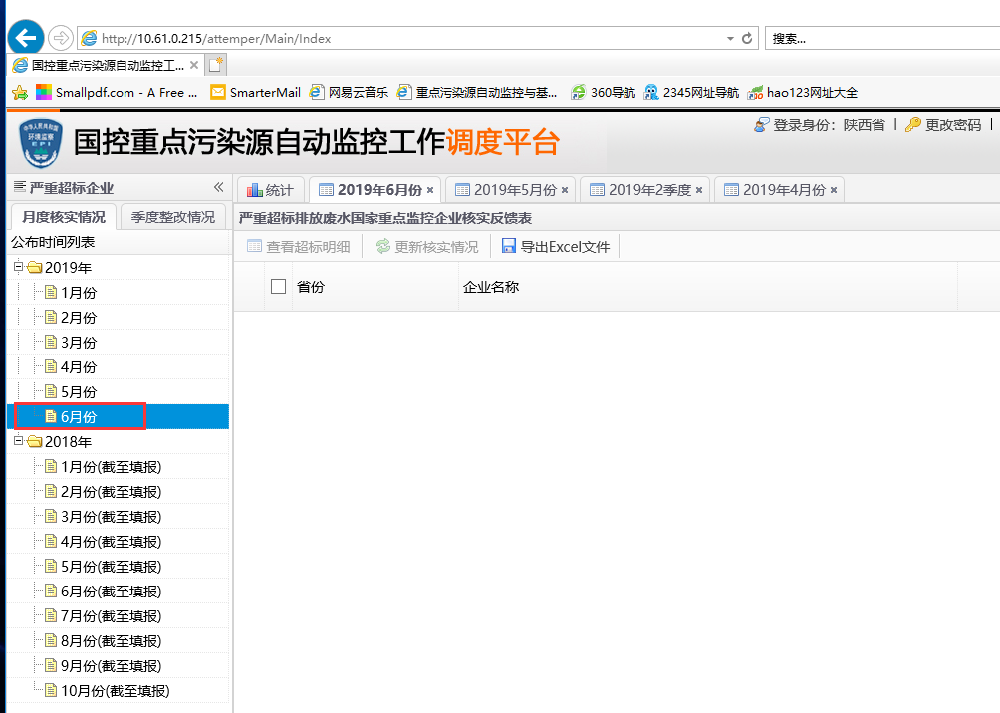 http://10.61.0.215/attemper/Main/Index
搜索...
国控重点污染源自动监控工...
Smallpdf.com - A Free ...
SmarterMail
网易云音乐
重点污染源自动监控与基...
360导航
2345网址导航
hao123网址大全
中华人民共和国
环境监察
EPI
国控重点污染源自动监控工作调度平台
登录身份：陕西省
更改密码
严重超标企业
统计
2019年6月份
2019年5月份
2019年2季度
2019年4月份
月度核实情况
季度整改情况
严重超标排放废水国家重点监控企业核实反馈表
公布时间列表
查看超标明细
更新核实情况
导出Excel文件
省份
企业名称
2019年
1月份
2月份
3月份
4月份
5月份
6月份
2018年
1月份(截至填报)
2月份(截至填报)
3月份(截至填报)
4月份(截至填报)
5月份(截至填报)
6月份(截至填报)
7月份(截至填报)
8月份(截至填报)
9月份(截至填报)
10月份(截至填报)